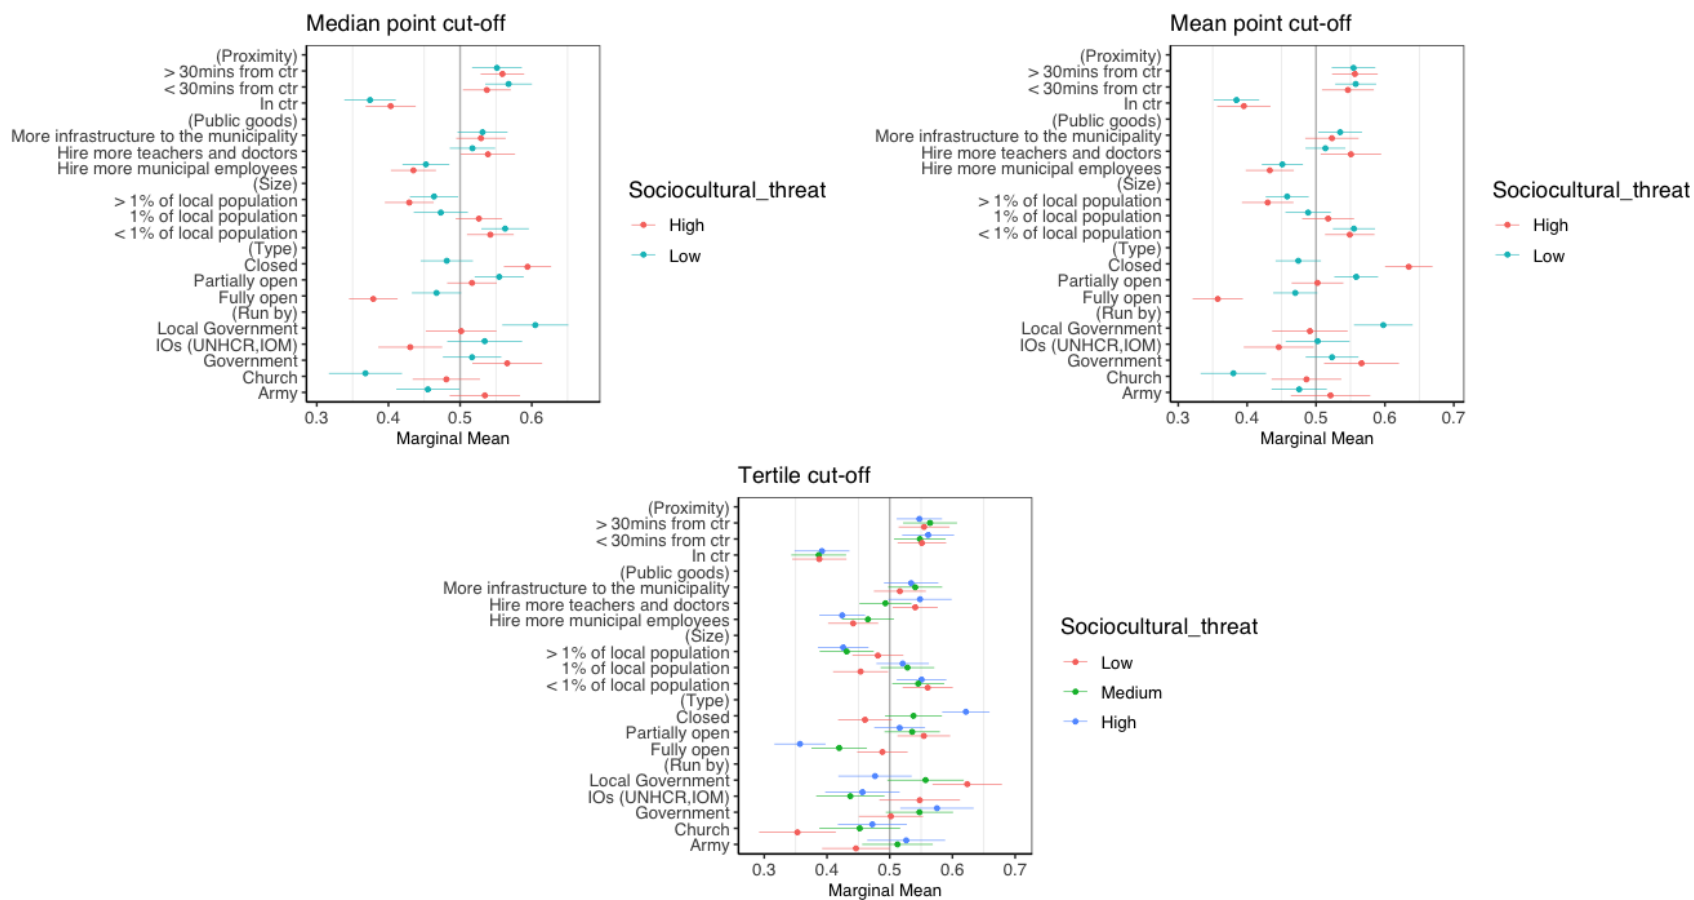 Median point cut-off
(Proximity)
> 30mins from ctr
< 30mins from ctr
In ctr
(Public goods)
More infrastructure to the municipality
Hire more teachers and doctors
Hire more municipal employees
(Size)
> 1% of local population
1% of local population
< 1% of local population
(Type)
Closed
Partially open
Fully open
(Run by)
Local Government
IOs (UNHCR,IOM)
Government
Church
Army
0.3 0.4 0.5 0.6
Marginal Mean
Sociocultural_threat
High
Low
Mean point cut-off
(Proximity)
> 30mins from ctr
< 30mins from ctr
In ctr
(Public goods)
More infrastructure to the municipality
Hire more teachers and doctors
Hire more municipal employees
(Size)
> 1% of local population
1% of local population
< 1% of local population
(Type)
Closed
Partially open
Fully open
(Run by)
Local Government
IOs (UNHCR,IOM)
Government
Church
Army
0.3 0.4 0.5 0.6 0.7
Marginal Mean
Sociocultural_threat
High
Low
Tertile cut-off
(Proximity)
> 30mins from ctr
< 30mins from ctr
In ctr
(Public goods)
More infrastructure to the municipality
Hire more teachers and doctors
Hire more municipal employees
(Size)
> 1% of local population
1% of local population
< 1% of local population
(Type)
Closed
Partially open
Fully open
(Run by)
Local Government
IOs (UNHCR,IOM)
Government
Church
Army
0.3 0.4 0.5 0.6 0.7
Marginal Mean
Sociocultural_threat
Low
Medium
High